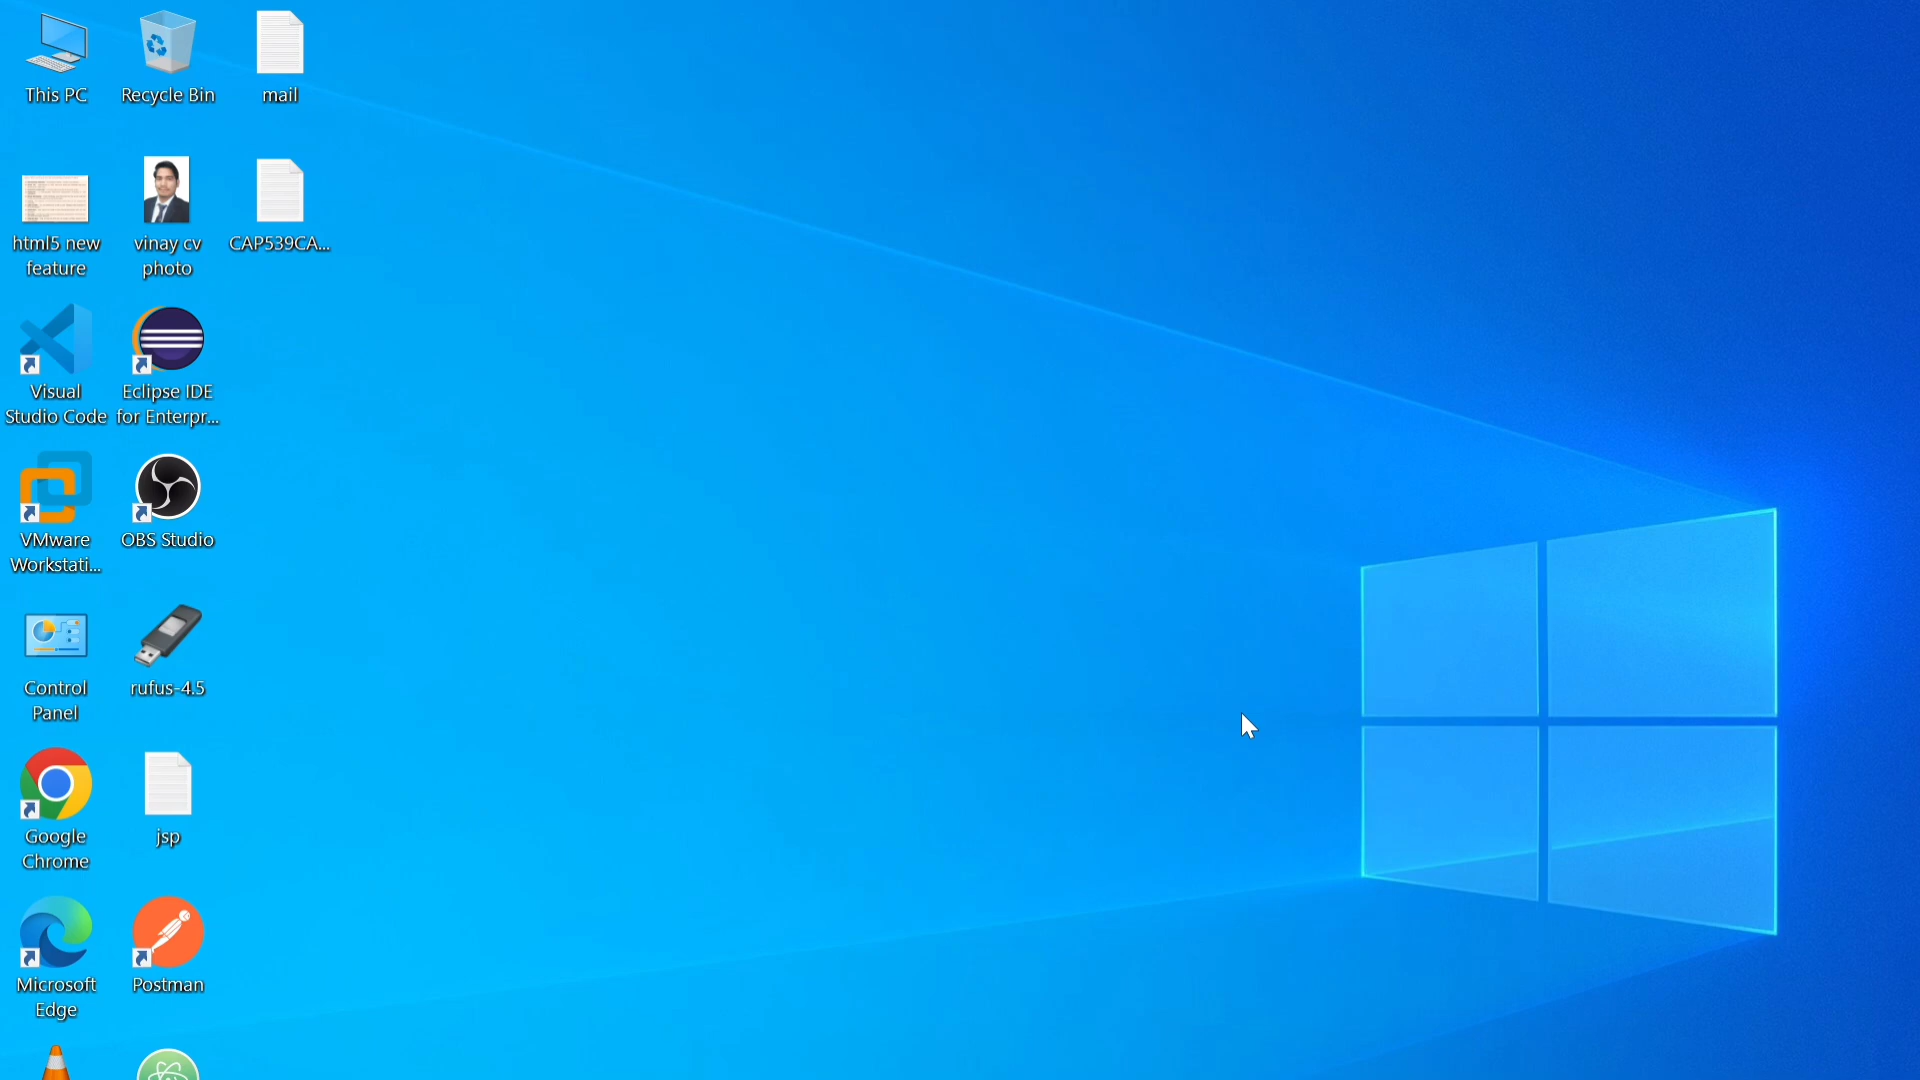 This PC
Recycle Bin
mail
html5 new
feature
vinay cv
photo
CAP539CA...
Visual
Studio Code
Eclipse IDE
for Enterpr...
VMware
Workstati...
OBS Studio
Control
Panel
rufus-4.5
Google
Chrome
jsp
Microsoft
Edge
Postman